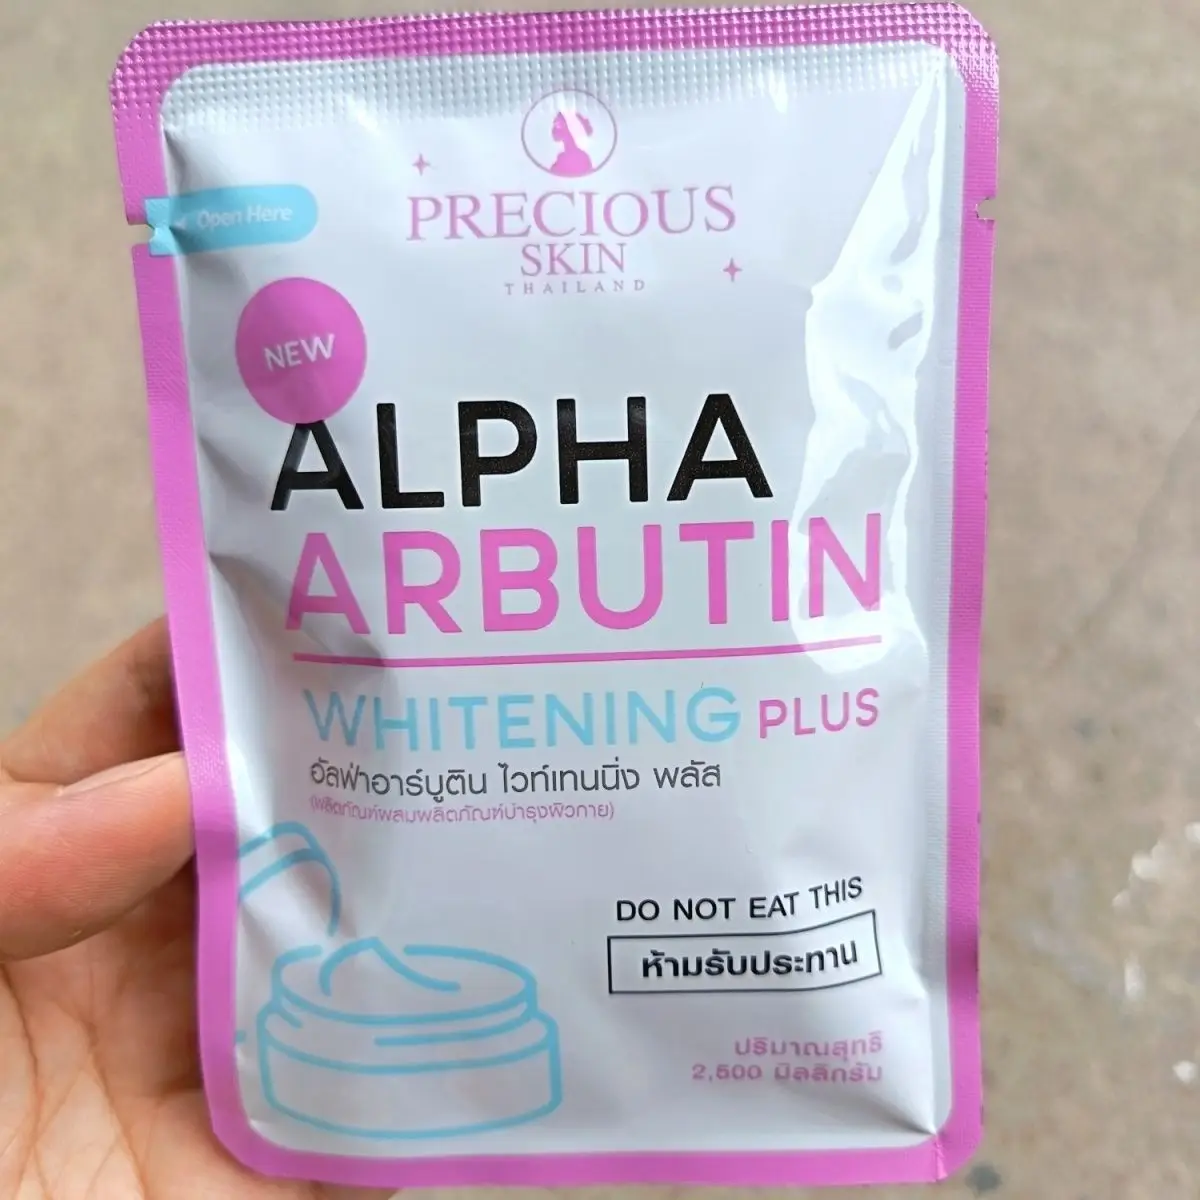 PRECIOUS
SKIN
THAILAND
Open Here
NEW
ALPHA
ARBUTIN
WHITENING PLUS
อัลฟ่าอาร์บูติน ไวท์เทนนิ่ง พลัส
(ผลิตภัณฑ์ผสมผลิตภัณฑ์บำรุงผิวกาย)
DO NOT EAT THIS
ห้ามรับประทาน
ปริมาณสุทธิ
2,500 มิลลิกรัม